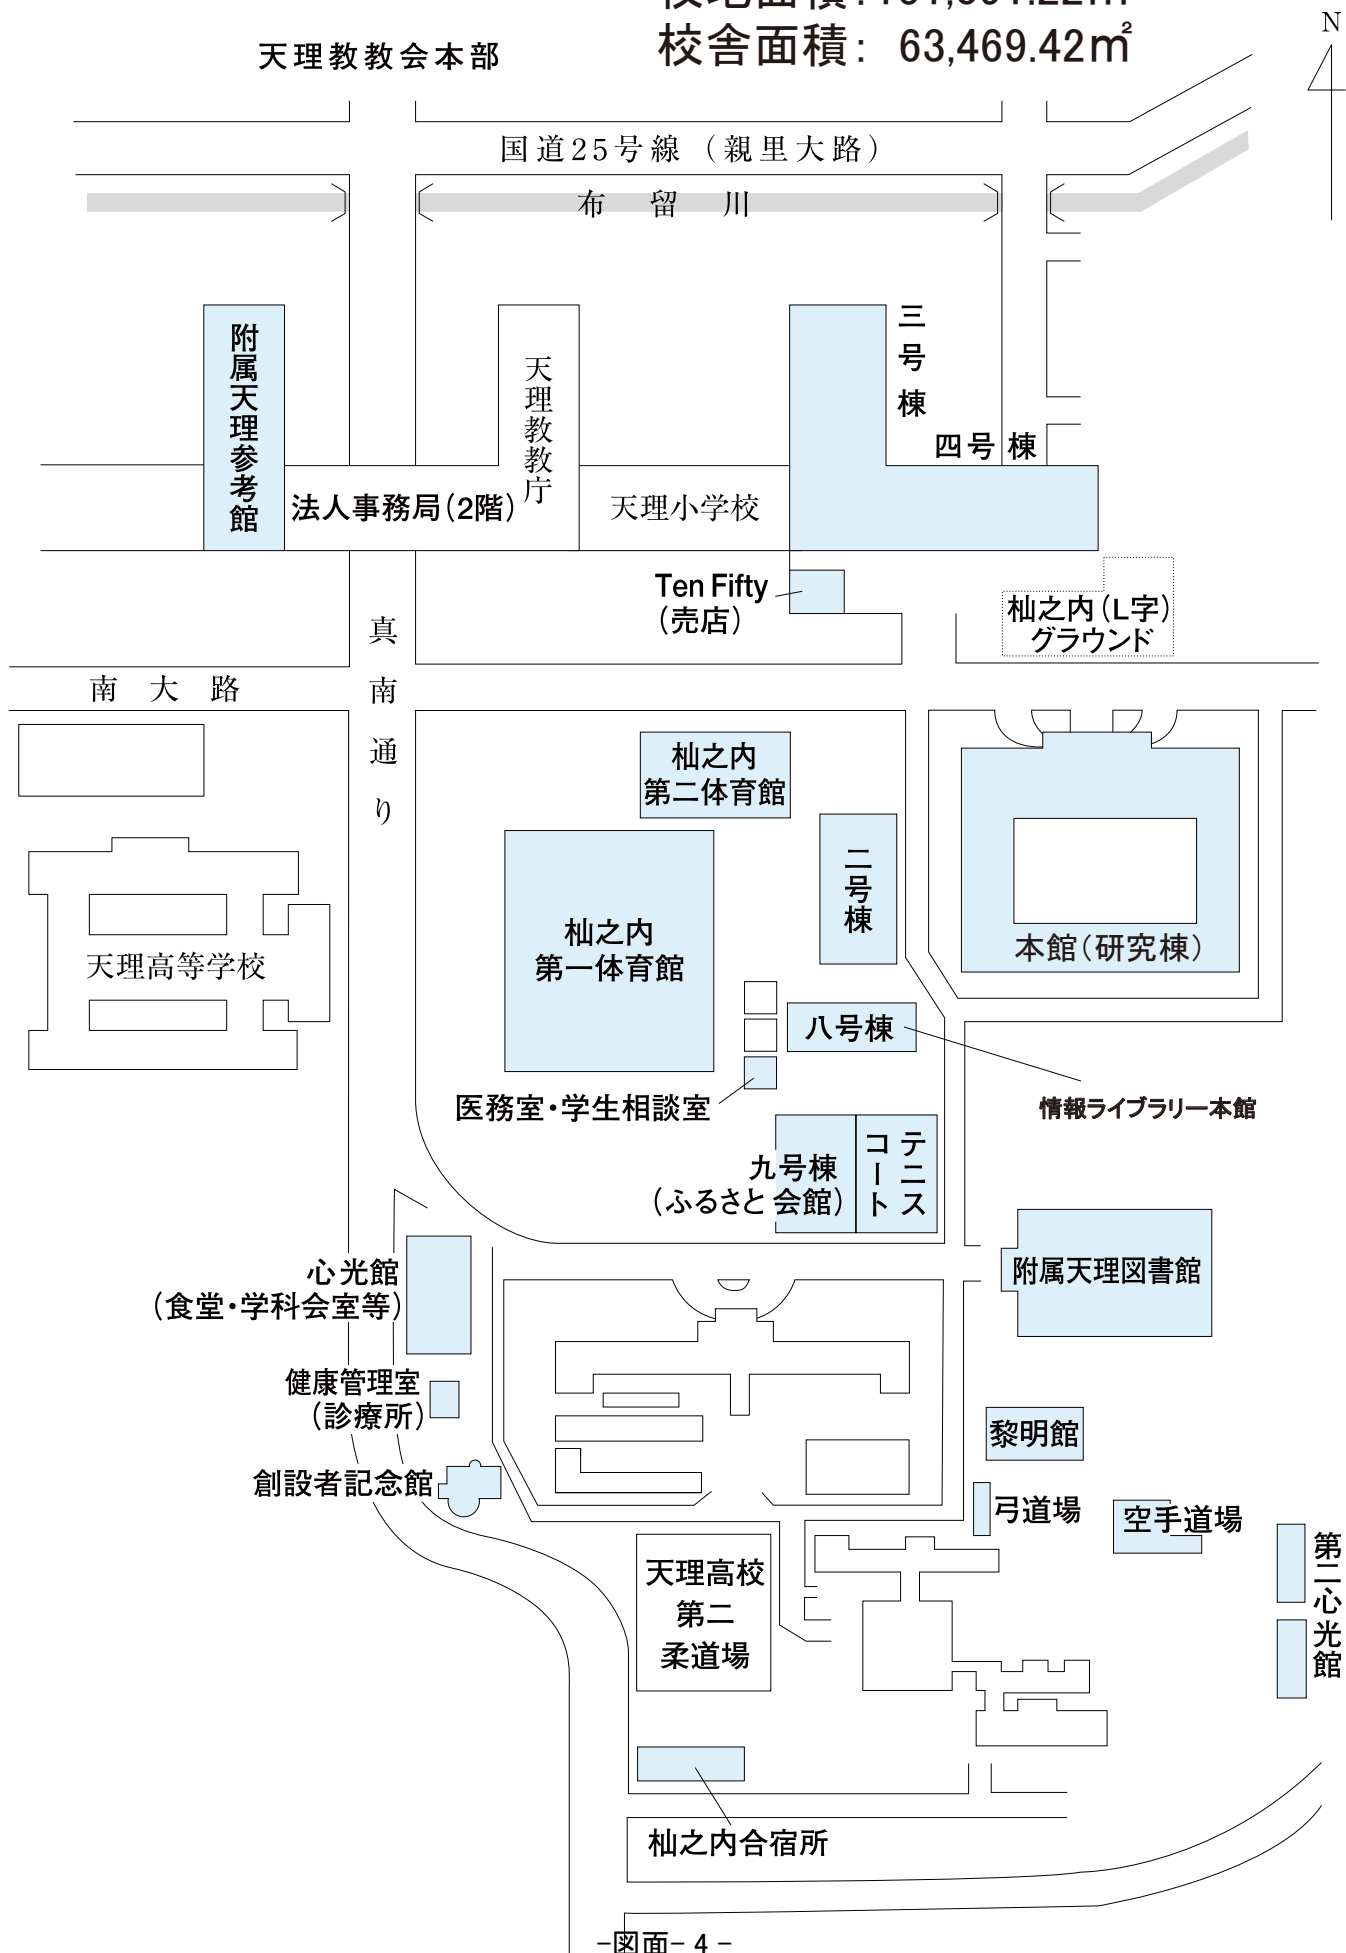 校舎面積： 63,469.42㎡
天理教教会本部
N
国道25号線（親里大路）
布留川
附属天理参考館
天理教教庁
三号棟
四号棟
法人事務局(2階)
天理小学校
Ten Fifty
（売店）
杣之内（L字）
グラウンド
真南通り
南大路
杣之内
第二体育館
二号棟
杣之内
第一体育館
本館（研究棟）
天理高等学校
八号棟
医務室・学生相談室
情報ライブラリー本館
九号棟
（ふるさと会館）
テニス
コート
附属天理図書館
心光館
（食堂・学科会室等）
健康管理室
（診療所）
黎明館
創設者記念館
弓道場
空手道場
第二心光館
天理高校
第二
柔道場
杣之内合宿所
−図面− 4 −